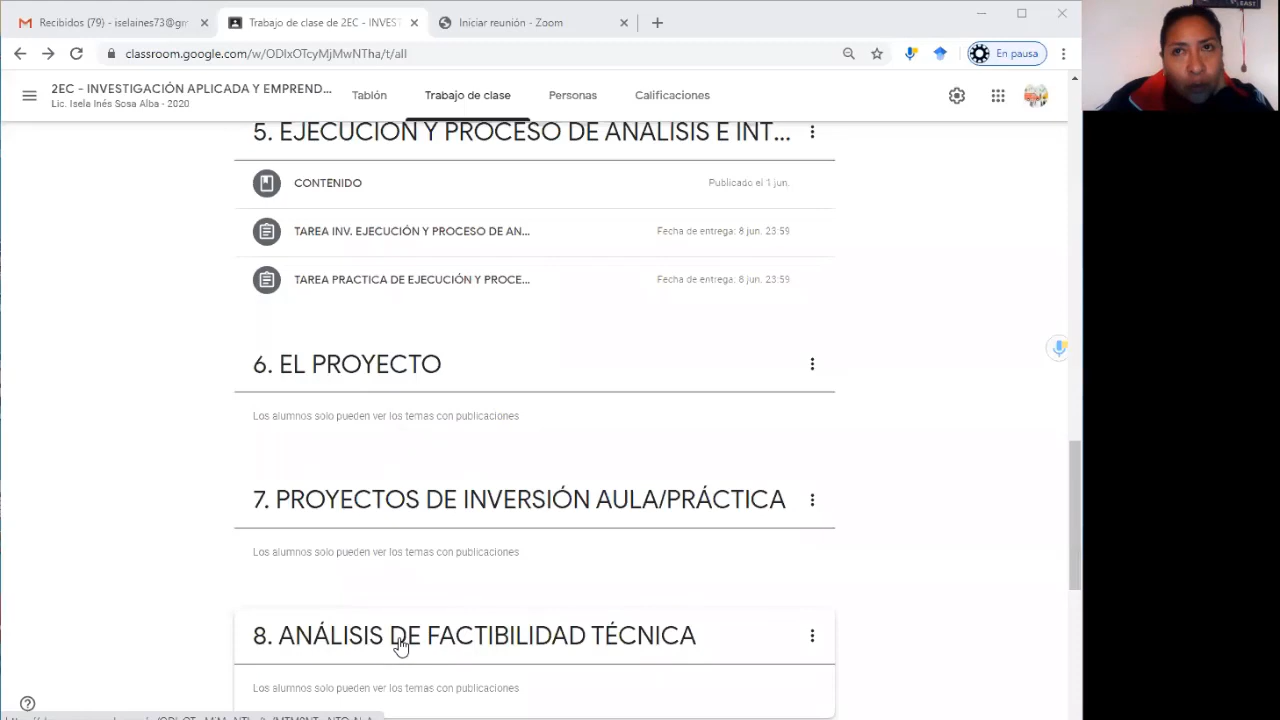 Recibidos (79) - iselaines73@gm
Trabajo de clase de 2EC - INVEST
Iniciar reunión - Zoom
classroom.google.com/w/ODIxOTcyMjMwNTha/t/all
En pausa
2EC - INVESTIGACIÓN APLICADA Y EMPREND...
Lic. Isela Inés Sosa Alba - 2020
Tablón
Trabajo de clase
Personas
Calificaciones
5. EJECUCIÓN Y PROCESO DE ANÁLISIS E INT...
CONTENIDO
Publicado el 1 jun.
TAREA INV. EJECUCIÓN Y PROCESO DE AN...
Fecha de entrega: 8 jun. 23:59
TAREA PRACTICA DE EJECUCIÓN Y PROCE...
Fecha de entrega: 8 jun. 23:59
6. EL PROYECTO
Los alumnos solo pueden ver los temas con publicaciones
7. PROYECTOS DE INVERSIÓN AULA/PRÁCTICA
Los alumnos solo pueden ver los temas con publicaciones
8. ANÁLISIS DE FACTIBILIDAD TÉCNICA
Los alumnos solo pueden ver los temas con publicaciones